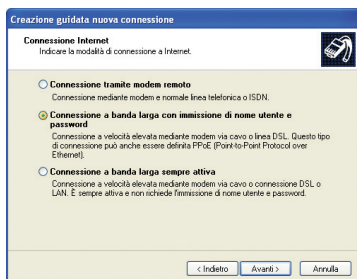 Creazione guidata nuova connessione
Connessione Internet
Indicare la modalità di connessione a Internet.
Connessione tramite modem remoto
Connessione mediante modem e normale linea telefonica o ISDN.
Connessione a banda larga con immissione di nome utente e
password
Connessione a velocità elevata mediante modem via cavo o linea DSL. Questo tipo
di connessione può anche essere definita PPoE (Point-to-Point Protocol over
Ethernet).
Connessione a banda larga sempre attiva
Connessione a velocità elevata mediante modem via cavo o connessione DSL o
LAN. È sempre attiva e non richiede l'immissione di nome utente e password.
< Indietro
Avanti >
Annulla